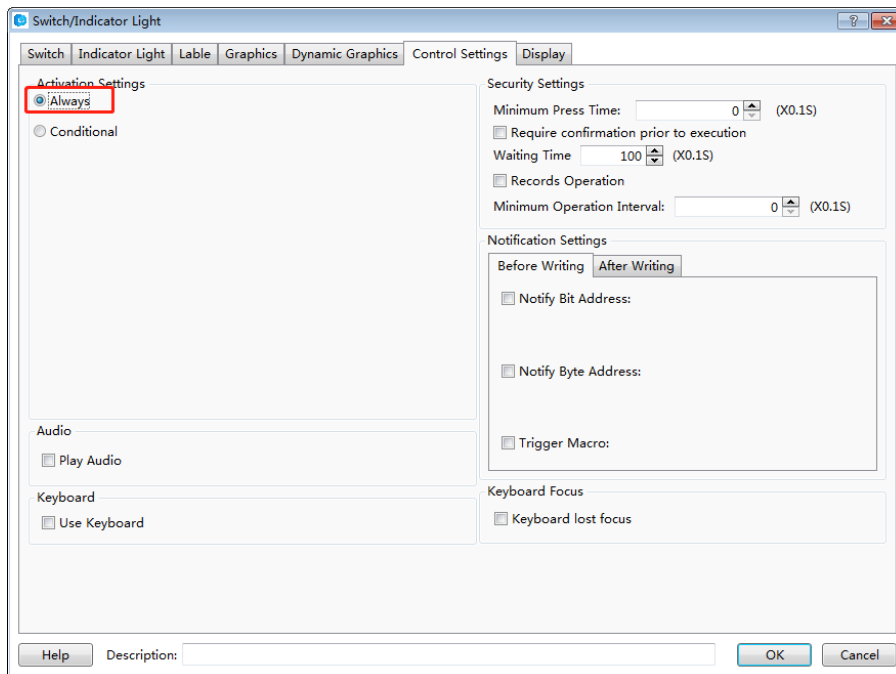 Switch/Indicator Light
Switch Indicator Light Lable Graphics Dynamic Graphics Control Settings Display
Activation Settings
Always
Conditional
Security Settings
Minimum Press Time: 0 (X0.1S)
Require confirmation prior to execution
Waiting Time 100 (X0.1S)
Records Operation
Minimum Operation Interval: 0 (X0.1S)
Notification Settings
Before Writing After Writing
Notify Bit Address:
Notify Byte Address:
Trigger Macro:
Audio
Play Audio
Keyboard
Use Keyboard
Keyboard Focus
Keyboard lost focus
Help Description: OK Cancel